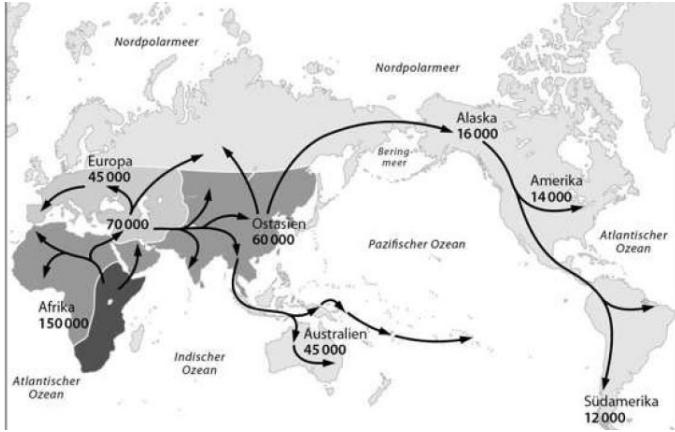 Nordpolarmeer
Nordpolarmeer
Alaska
16 000
Bering-
meer
Europa
45 000
Amerika
14 000
70 000
Ostasien
60 000
Pazifischer Ozean
Atlantischer
Ozean
Afrika
150 000
Australien
45 000
Indischer
Ozean
Atlantischer
Ozean
Südamerika
12 000